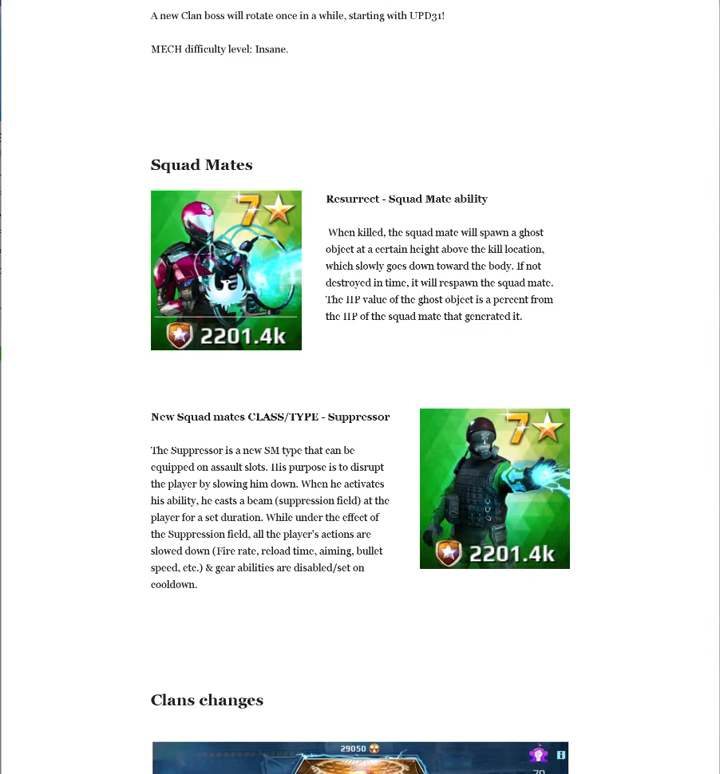 A new Clan boss will rotate once in a while, starting with UPD31!
MECH difficulty level: Insane.
Squad Mates
7
2201.4k
Resurrect - Squad Mate ability
When killed, the squad mate will spawn a ghost
object at a certain height above the kill location,
which slowly goes down toward the body. If not
destroyed in time, it will respawn the squad mate.
The HP value of the ghost object is a percent from
the HP of the squad mate that generated it.
New Squad mates CLASS/TYPE - Suppressor
The Suppressor is a new SM type that can be
equipped on assault slots. His purpose is to disrupt
the player by slowing him down. When he activates
his ability, he casts a beam (suppression field) at the
player for a set duration. While under the effect of
the Suppression field, all the player's actions are
slowed down (Fire rate, reload time, aiming, bullet
speed, etc.) & gear abilities are disabled/set on
cooldown.
7
2201.4k
Clans changes
29050